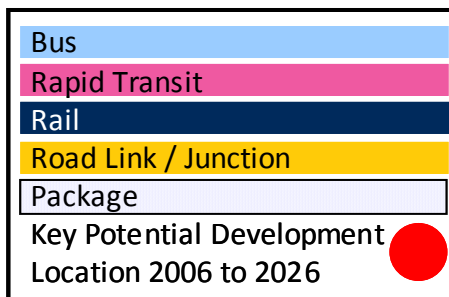 Bus
Rapid Transit
Rail
Road Link / Junction
Package
Key Potential Development
Location 2006 to 2026